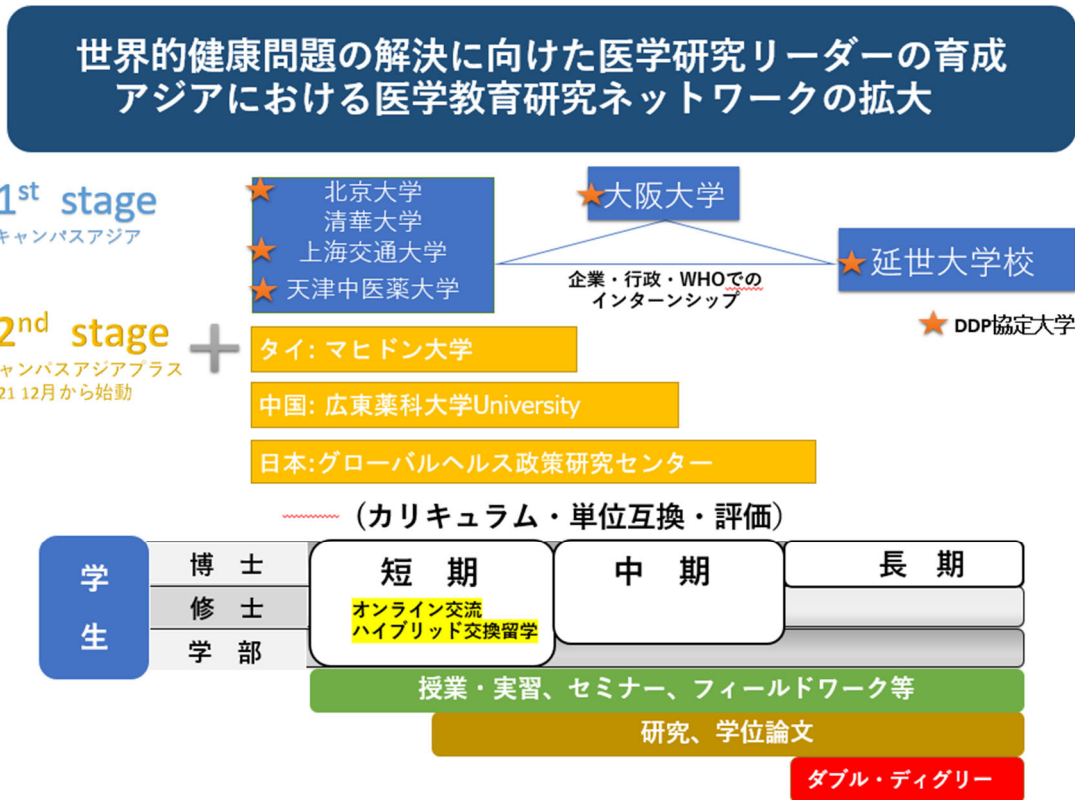 世界的健康問題の解決に向けた医学研究リーダーの育成
アジアにおける医学教育研究ネットワークの拡大
1st stage
キャンパスアジア
北京大学
清華大学
上海交通大学
天津中医薬大学
大阪大学
延世大学校
企業・行政・WHOでの
インターンシップ
DDP協定大学
2nd stage
ャンパスアジアプラス
21 12月から始動
+
タイ: マヒドン大学
中国: 広東薬科大学University
日本:グローバルヘルス政策研究センター
（カリキュラム・単位互換・評価）
学生
博 士
修 士
学 部
短 期
オンライン交流
ハイブリッド交換留学
中 期
長 期
授業・実習、セミナー、フィールドワーク等
研究、学位論文
ダブル・ディグリー